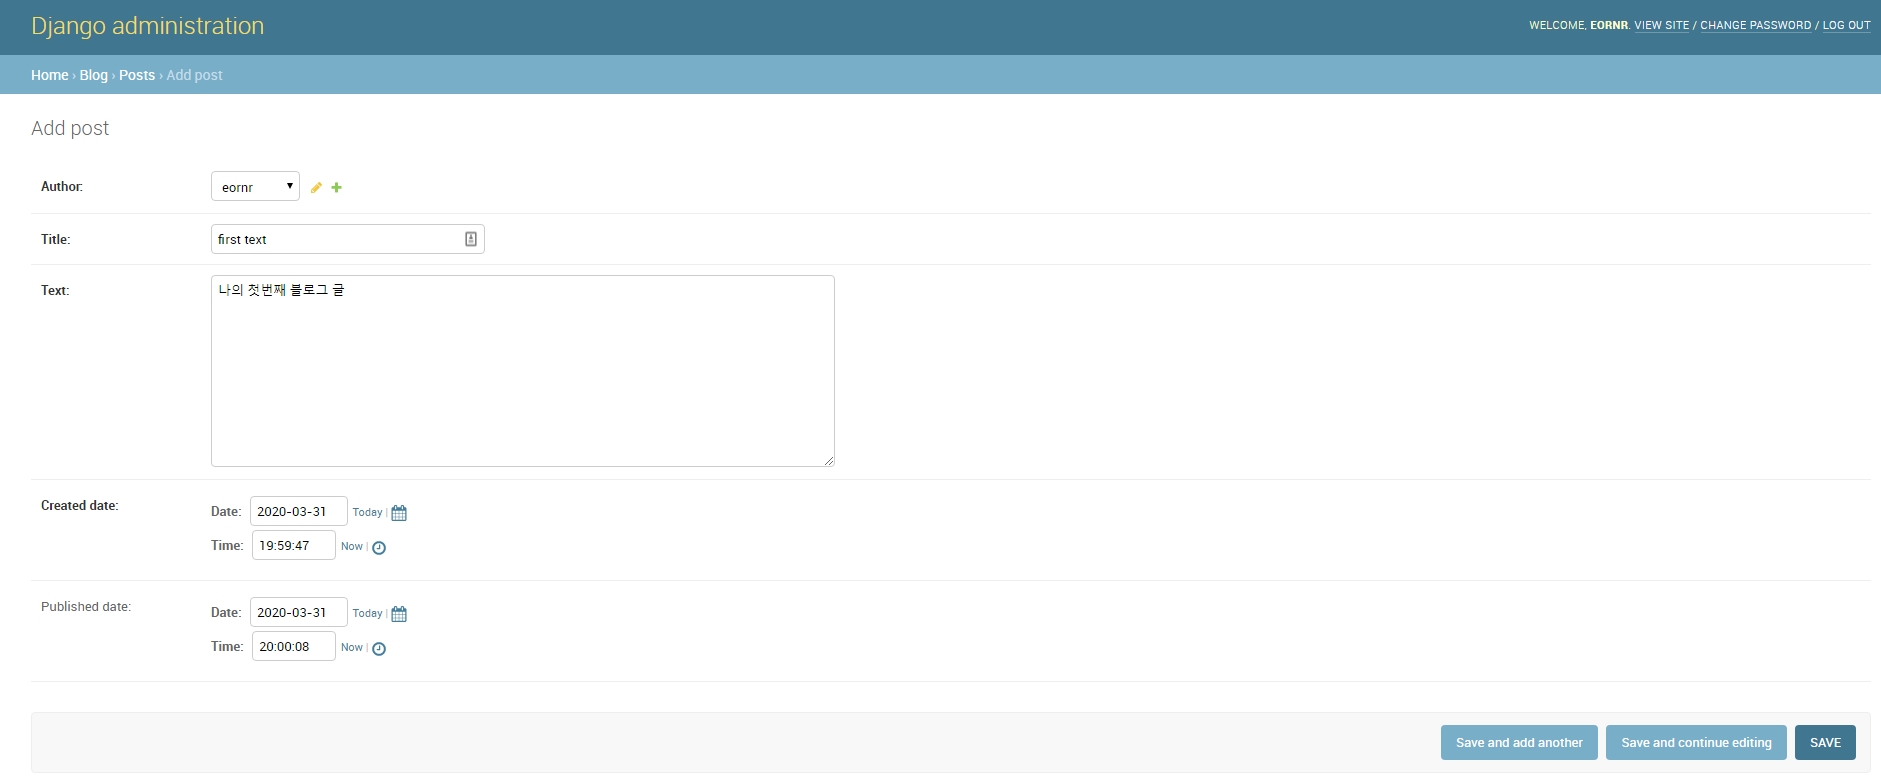 Django administration
WELCOME, EORNR. VIEW SITE / CHANGE PASSWORD / LOG OUT
Home › Blog › Posts › Add post
Add post
Author: eornr
Title: first text
Text: 나의 첫번째 블로그 글
Created date: Date: 2020-03-31 Today |
Time: 19:59:47 Now |
Published date: Date: 2020-03-31 Today |
Time: 20:00:08 Now |
Save and add another Save and continue editing SAVE